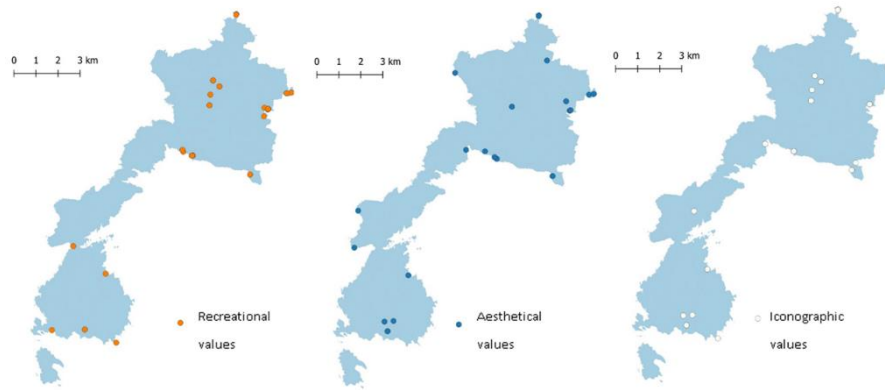 0 1 2 3 km
0 1 2 3 km
0 1 2 3 km
Recreational
values
Aesthetical
values
Iconographic
values